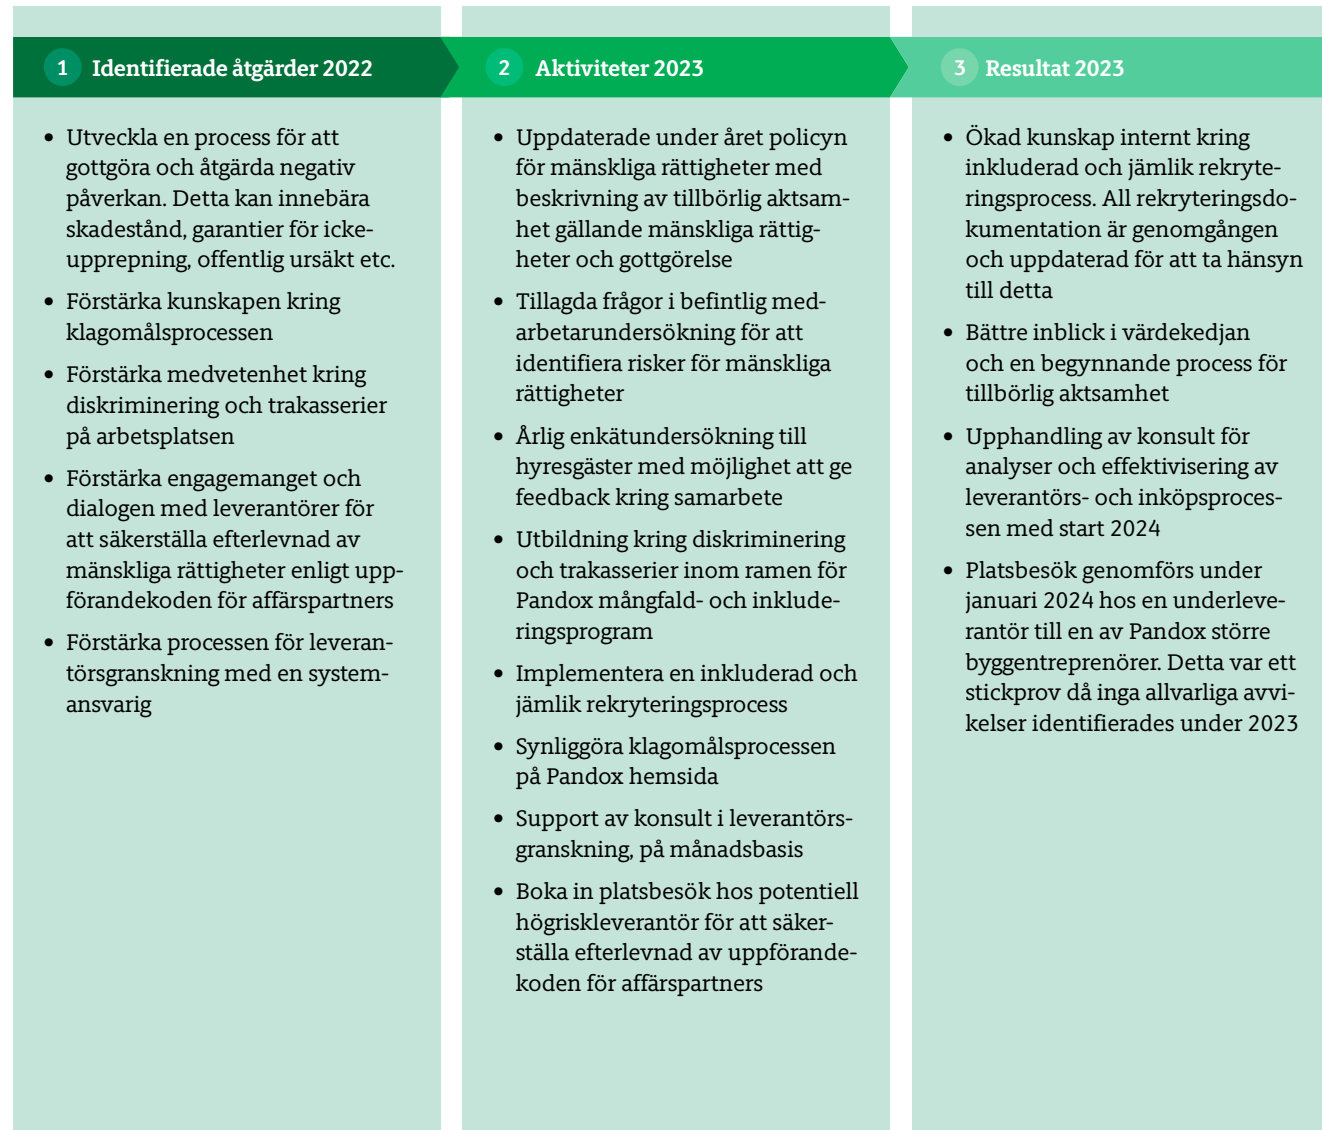 1 Identifierade åtgärder 2022
• Utveckla en process för att
gottgöra och åtgärda negativ
påverkan. Detta kan innebära
skadestånd, garantier för icke-
upprepning, offentlig ursäkt etc.
• Förstärka kunskapen kring
klagomålsprocessen
• Förstärka medvetenhet kring
diskriminering och trakasserier
på arbetsplatsen
• Förstärka engagemanget och
dialogen med leverantörer för
att säkerställa efterlevnad av
mänskliga rättigheter enligt upp-
förandekoden för affärspartners
• Förstärka processen för leveran-
törsgranskning med en system-
ansvarig
2 Aktiviteter 2023
• Uppdaterade under året policyn
för mänskliga rättigheter med
beskrivning av tillbörlig aktsam-
het gällande mänskliga rättig-
heter och gottgörelse
• Tillagda frågor i befintlig med-
arbetarundersökning för att
identifiera risker för mänskliga
rättigheter
• Årlig enkätundersökning till
hyresgäster med möjlighet att ge
feedback kring samarbete
• Utbildning kring diskriminering
och trakasserier inom ramen för
Pandox mångfald- och inklude-
ringsprogram
• Implementera en inkluderad och
jämlik rekryteringsprocess
• Synliggöra klagomålsprocessen
på Pandox hemsida
• Support av konsult i leverantörs-
granskning, på månadsbasis
• Boka in platsbesök hos potentiell
högriskleverantör för att säker-
ställa efterlevnad av uppförande-
koden för affärspartners
3 Resultat 2023
• Ökad kunskap internt kring
inkluderad och jämlik rekryte-
ringsprocess. All rekryteringsdo-
kumentation är genomgången
och uppdaterad för att ta hänsyn
till detta
• Bättre inblick i värdekedjan
och en begynnande process för
tillbörlig aktsamhet
• Upphandling av konsult för
analyser och effektivisering av
leverantörs- och inköpsproces-
sen med start 2024
• Platsbesök genomförs under
januari 2024 hos en underleve-
rantör till en av Pandox större
byggentreprenörer. Detta var ett
stickprov då inga allvarliga avvi-
kelser identifierades under 2023